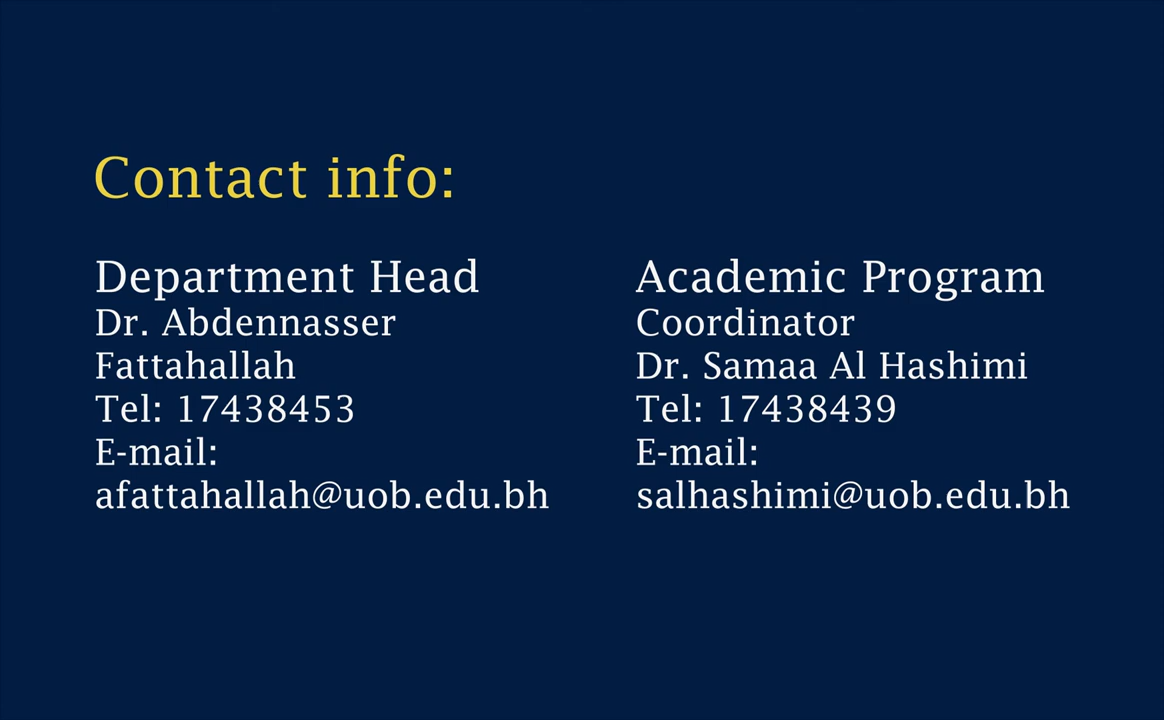 Contact info:
Department Head
Dr. Abdennasser
Fattahallah
Tel: 17438453
E-mail:
afattahallah@uob.edu.bh
Academic Program
Coordinator
Dr. Samaa Al Hashimi
Tel: 17438439
E-mail:
salhashimi@uob.edu.bh